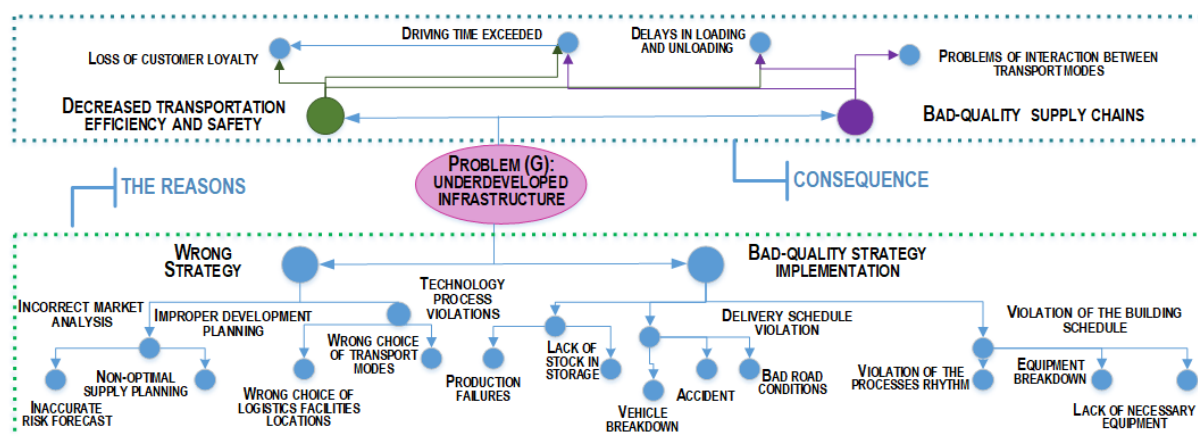 DRIVING TIME EXCEEDED
DELAYS IN LOADING
AND UNLOADING
LOSS OF CUSTOMER LOYALTY
PROBLEMS OF INTERACTION BETWEEN
TRANSPORT MODES
DECREASED TRANSPORTATION
EFFICIENCY AND SAFETY
BAD-QUALITY SUPPLY CHAINS
PROBLEM (G):
UNDERDEVELOPED
INFRASTRUCTURE
THE REASONS
CONSEQUENCE
WRONG
STRATEGY
BAD-QUALITY STRATEGY
IMPLEMENTATION
INCORRECT MARKET
ANALYSIS
IMPROPER DEVELOPMENT
PLANNING
TECHNOLOGY
PROCESS
VIOLATIONS
DELIVERY SCHEDULE
VIOLATION
VIOLATION OF THE BUILDING
SCHEDULE
NON-OPTIMAL
SUPPLY PLANNING
INACCURATE
RISK FORECAST
WRONG CHOICE
OF TRANSPORT
MODES
WRONG CHOICE OF
LOGISTICS FACILITIES
LOCATIONS
PRODUCTION
FAILURES
LACK OF
STOCK IN
STORAGE
VEHICLE
BREAKDOWN
ACCIDENT
BAD ROAD
CONDITIONS
VIOLATION OF THE
PROCESSES RHYTHM
EQUIPMENT
BREAKDOWN
LACK OF NECESSARY
EQUIPMENT